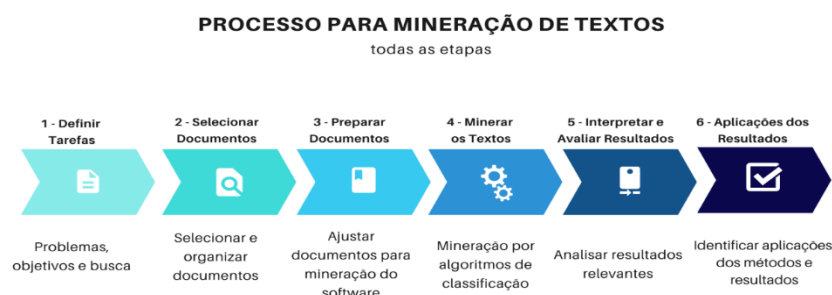 PROCESSO PARA MINERAÇÃO DE TEXTOS
todas as etapas
1 - Definir
Tarefas
2 - Selecionar
Documentos
3 - Preparar
Documentos
4 - Minerar
os Textos
5 - Interpretar e
Avaliar Resultados
6 - Aplicações dos
Resultados
Problemas,
objetivos e busca
Selecionar e
organizar
documentos
Ajustar
documentos para
mineração do
software
Mineração por
algoritmos de
classificação
Analisar resultados
relevantes
Identificar aplicações
dos métodos e
resultados